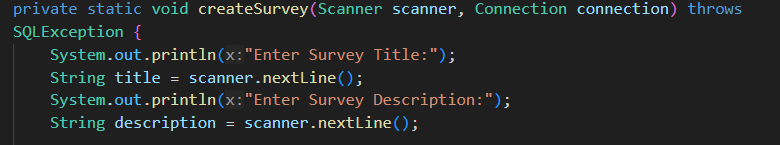 private static void createSurvey(Scanner scanner, Connection connection) throws
SQLException {
System.out.println(x:"Enter Survey Title:");
String title = scanner.nextLine();
System.out.println(x:"Enter Survey Description:");
String description = scanner.nextLine();